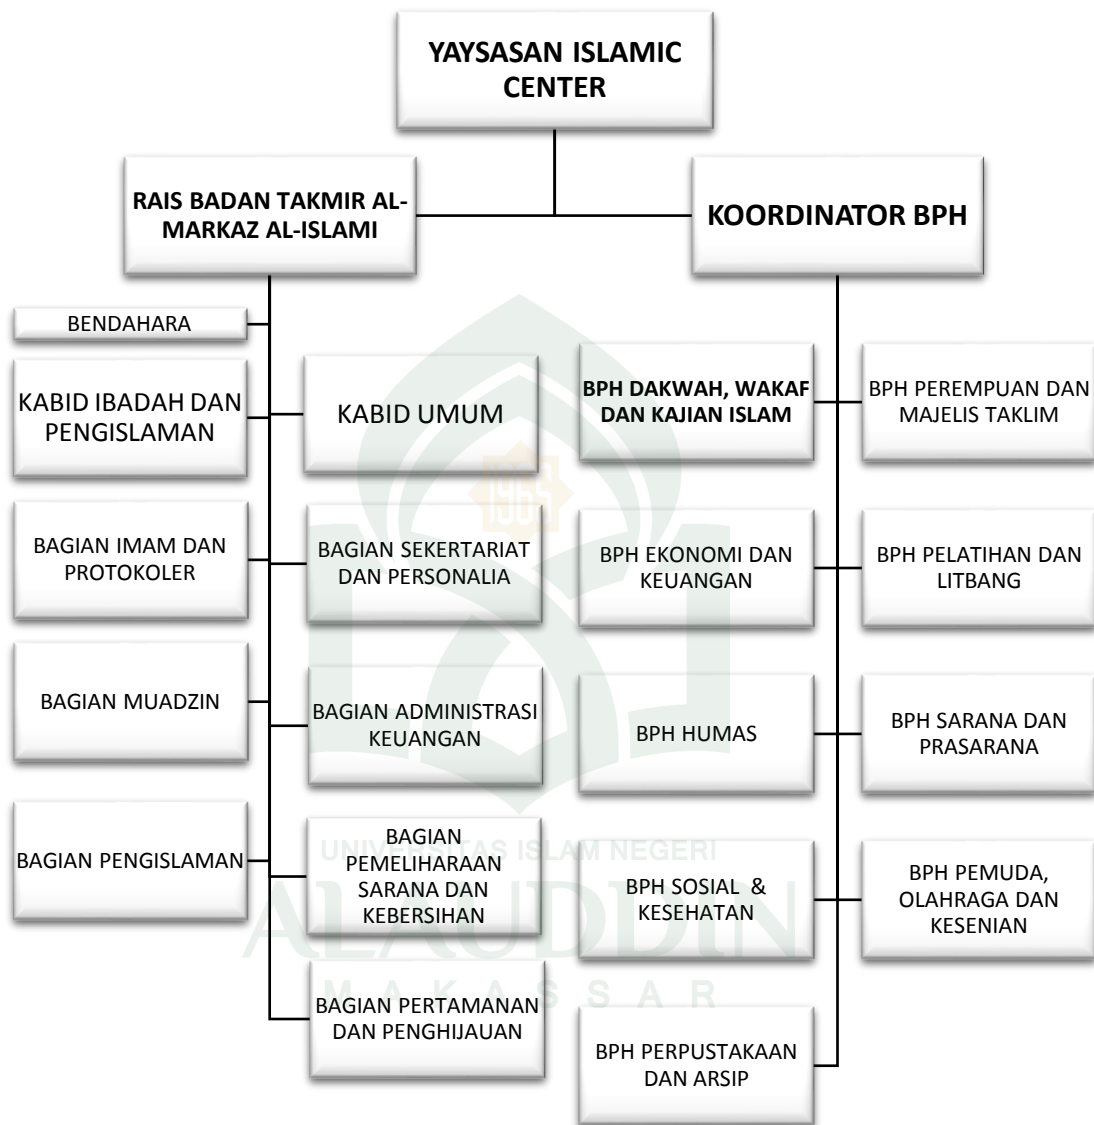 YAYSASAN ISLAMIC
CENTER
RAIS BADAN TAKMIR AL-
MARKAZ AL-ISLAMI
KOORDINATOR BPH
BENDAHARA
KABID IBADAH DAN
PENGISLAMAN
KABID UMUM
BAGIAN IMAM DAN
PROTOKOLER
BAGIAN SEKERTARIAT
DAN PERSONALIA
BAGIAN MUADZIN
BAGIAN ADMINISTRASI
KEUANGAN
BAGIAN PENGISLAMAN
BAGIAN
PEMELIHARAAN
SARANA DAN
KEBERSIHAN
BAGIAN PERTAMANAN
DAN PENGHIJAUAN
BPH DAKWAH, WAKAF
DAN KAJIAN ISLAM
BPH PEREMPUAN DAN
MAJELIS TAKLIM
BPH EKONOMI DAN
KEUANGAN
BPH PELATIHAN DAN
LITBANG
BPH HUMAS
BPH SARANA DAN
PRASARANA
BPH SOSIAL & 
KESEHATAN
BPH PEMUDA,
OLAHRAGA DAN
KESENIAN
BPH PERPUSTAKAAN
DAN ARSIP
1965
UNIVERSITAS ISLAM NEGERI
ALAUDDIN
MAKASSAR